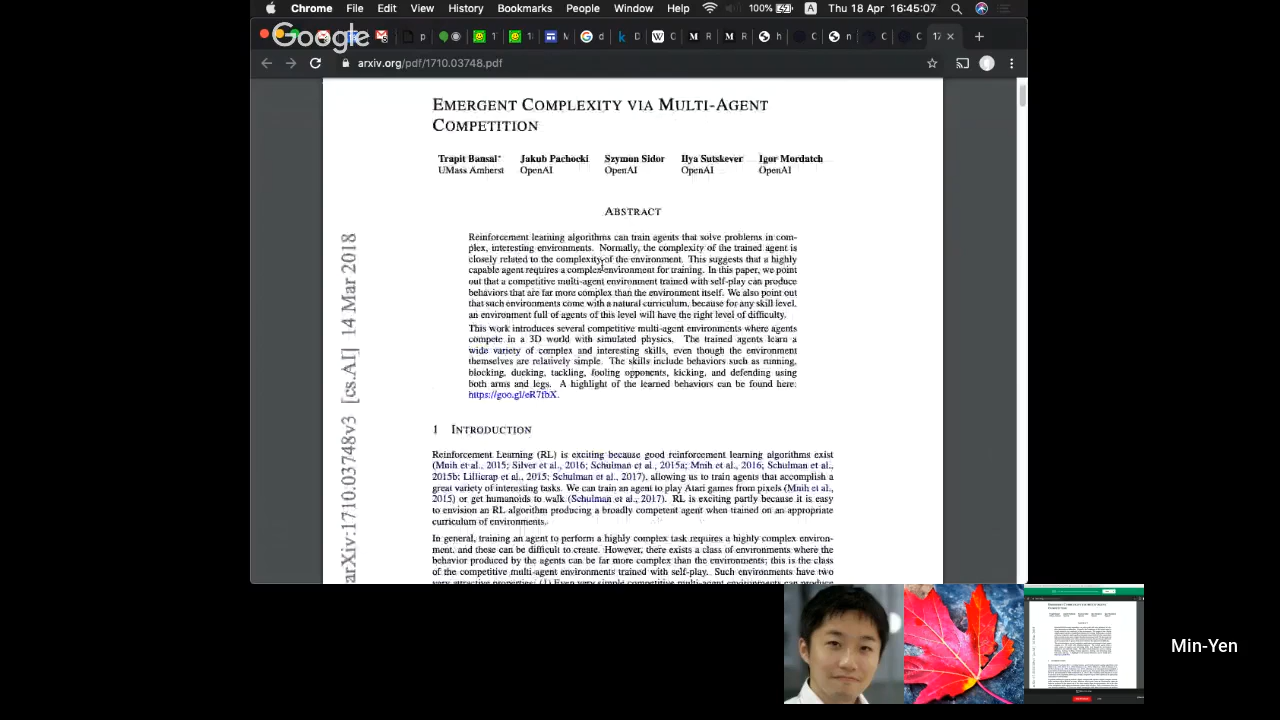 Chrome File Edit View History Bookmarks People Window Help 100% A Thu 18 Apr 16:45:07
Google
arxiv.org/pdf/1710.03748.pdf
EMERGENT COMPLEXITY VIA MULTI-AGENT
COMPETITION
Trapit Bansal* Jakub Pachocki Szymon Sidor Ilya Sutskever Igor Mordatch
UMass Amherst OpenAI OpenAI OpenAI OpenAI
ABSTRACT
Reinforcement learning algorithms can train agents that solve problems in com-
plex, interesting environments. Normally, the complexity of the trained agent is
closely related to the complexity of the environment. This suggests that a highly
capable agent requires a complex environment for training. In this paper, we point
out that a competitive multi-agent environment trained with self-play can produce
behaviors that are far more complex than the environment itself. We also point out
that such environments come with a natural curriculum, because for any skill level,
an environment full of agents of this level will have the right level of difficulty.
This work introduces several competitive multi-agent environments where agents
compete in a 3D world with simulated physics. The trained agents learn a
wide variety of complex and interesting skills, even though the environment
themselves are relatively simple. The skills include behaviors such as running,
blocking, ducking, tackling, fooling opponents, kicking, and defending using
both arms and legs. A highlight of the learned behaviors can be found here:
https://goo.gl/eR7fbX.
1 INTRODUCTION
Reinforcement Learning (RL) is exciting because good reinforcement learning algorithms exist
(Mnih et al., 2015; Silver et al., 2016; Schulman et al., 2015a; Mnih et al., 2016; Schulman et al.,
2015b; Lillicrap et al., 2015; Schulman et al., 2017), allowing us to train agents that accomplish a
great variety of interesting tasks. We can train an agent to play Atari games from pixels (Mnih et al.,
2015) or get humanoids to walk (Schulman et al., 2017). RL is exciting partly because it is easy
to envision an RL algorithm producing a broadly competent agent when trained on an appropriate
curriculum of environments.
In general, training an agent to perform a highly complex task requires a highly complex environ-
ment, and these can be difficult to create. However, there exists a class of environments where the
behavior produced by the agents can be far more complex than the environments; this is the class
of the competitive multi-agent environments trained with self-play. Such environments have two
very attractive properties: (1) Even very simple competitive multi-agent environments can produce
arXiv:1710.03748v3 [cs.AI] 14 Mar 2018
Min-Yen